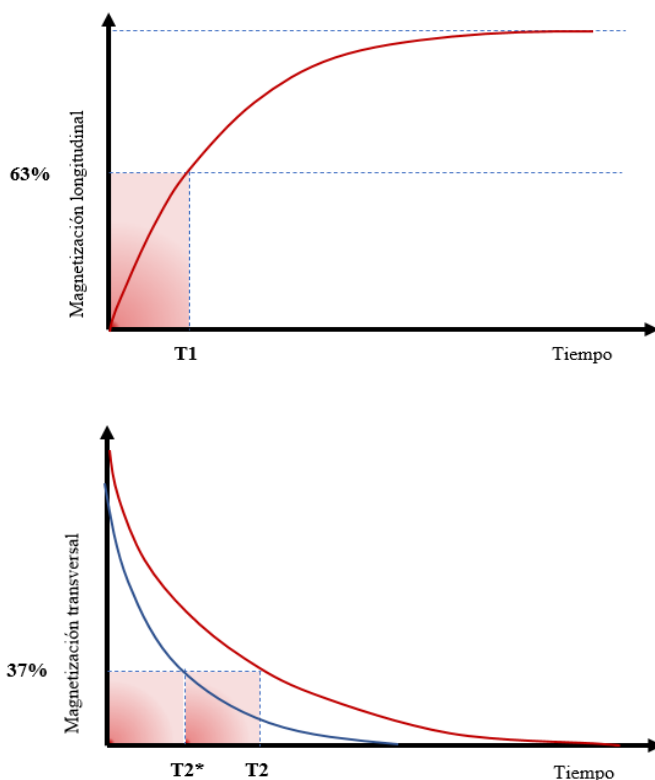 Magnetización longitudinal
63%
T1
Tiempo
Magnetización transversal
37%
T2*
T2
Tiempo